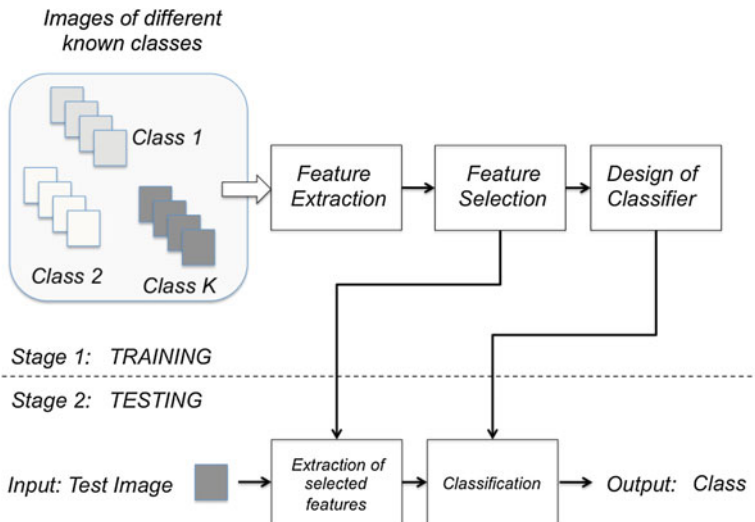 Images of different
known classes
Class 1
Class 2
Class K
Feature
Extraction
Feature
Selection
Design of
Classifier
Stage 1: TRAINING
Stage 2: TESTING
Input: Test Image
Extraction of
selected
features
Classification
Output: Class